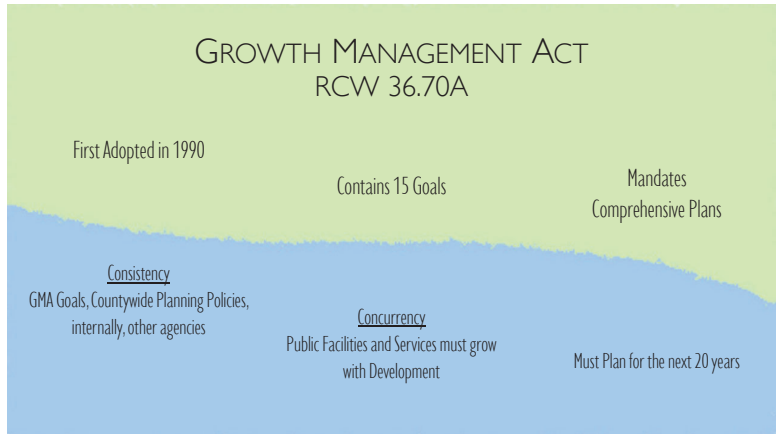 GROWTH MANAGEMENT ACT
RCW 36.70A
First Adopted in 1990
Contains 15 Goals
Mandates
Comprehensive Plans
Consistency
GMA Goals, Countywide Planning Policies,
internally, other agencies
Concurrency
Public Facilities and Services must grow
with Development
Must Plan for the next 20 years